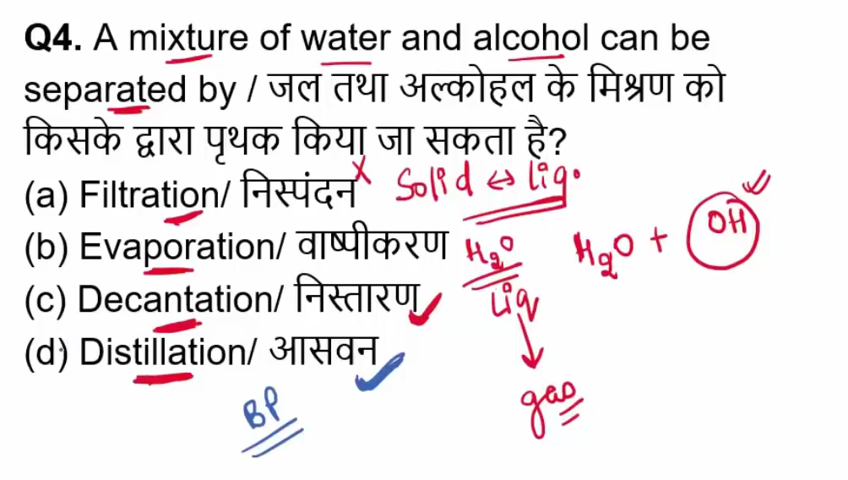 Q4. A mixture of water and alcohol can be
separated by / जल तथा अल्कोहल के मिश्रण को
किसके द्वारा पृथक किया जा सकता है?
(a) Filtration/ निस्पंदन x Solid ↔ Liq.
(b) Evaporation/ वाष्पीकरण H2O H2O + OH
(c) Decantation/ निस्तारण Liq
(d) Distillation/ आसवन
BP gas